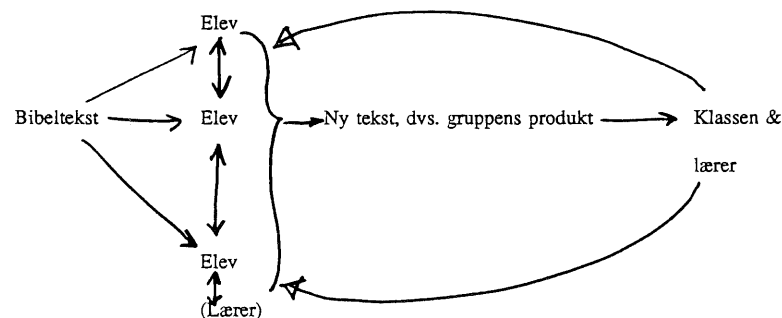 Elev
Bibeltekst Elev Ny tekst, dvs. gruppens produkt Klassen &
lærer
Elev
(Lærer)